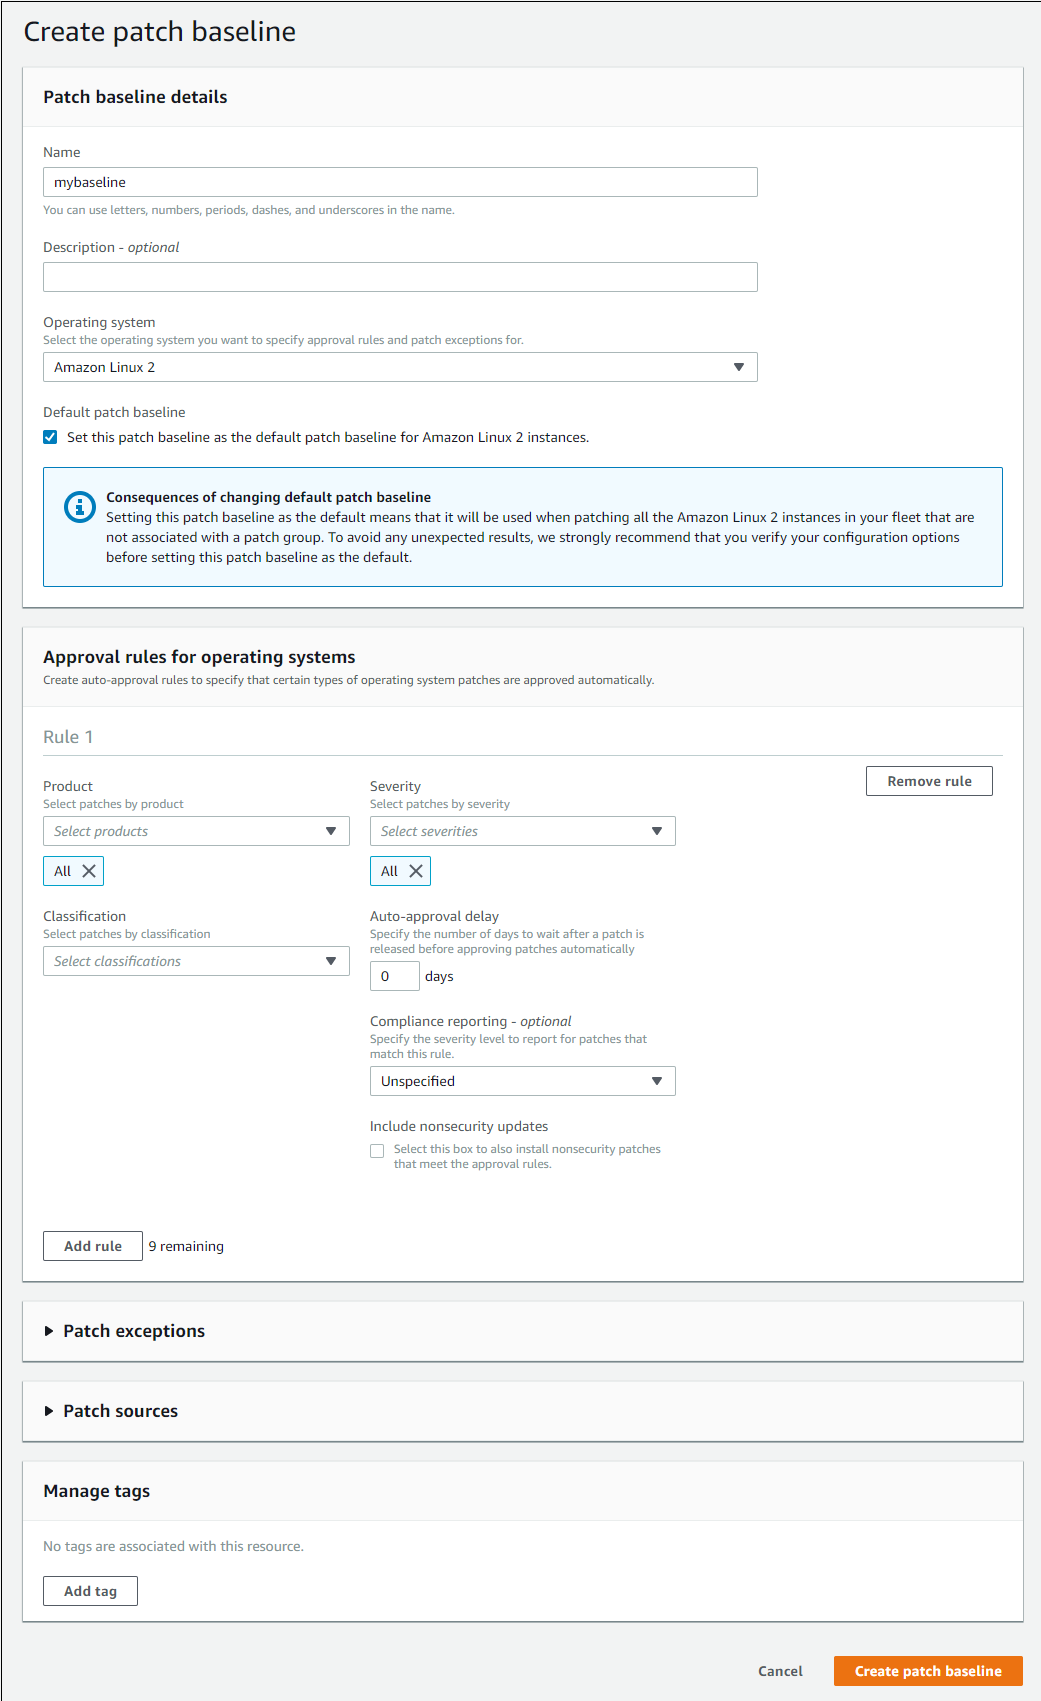 Create patch baseline
Patch baseline details
Name
mybaseline
You can use letters, numbers, periods, dashes, and underscores in the name.
Description - optional
Operating system
Select the operating system you want to specify approval rules and patch exceptions for.
Amazon Linux 2
Default patch baseline
Set this patch baseline as the default patch baseline for Amazon Linux 2 instances.
Consequences of changing default patch baseline
Setting this patch baseline as the default means that it will be used when patching all the Amazon Linux 2 instances in your fleet that are
not associated with a patch group. To avoid any unexpected results, we strongly recommend that you verify your configuration options
before setting this patch baseline as the default.
Approval rules for operating systems
Create auto-approval rules to specify that certain types of operating system patches are approved automatically.
Rule 1
Remove rule
Product
Select patches by product
Select products
All
Severity
Select patches by severity
Select severities
All
Classification
Select patches by classification
Select classifications
Auto-approval delay
Specify the number of days to wait after a patch is
released before approving patches automatically
0 days
Compliance reporting - optional
Specify the severity level to report for patches that
match this rule.
Unspecified
Include nonsecurity updates
Select this box to also install nonsecurity patches
that meet the approval rules.
Add rule 9 remaining
Patch exceptions
Patch sources
Manage tags
No tags are associated with this resource.
Add tag
Cancel Create patch baseline